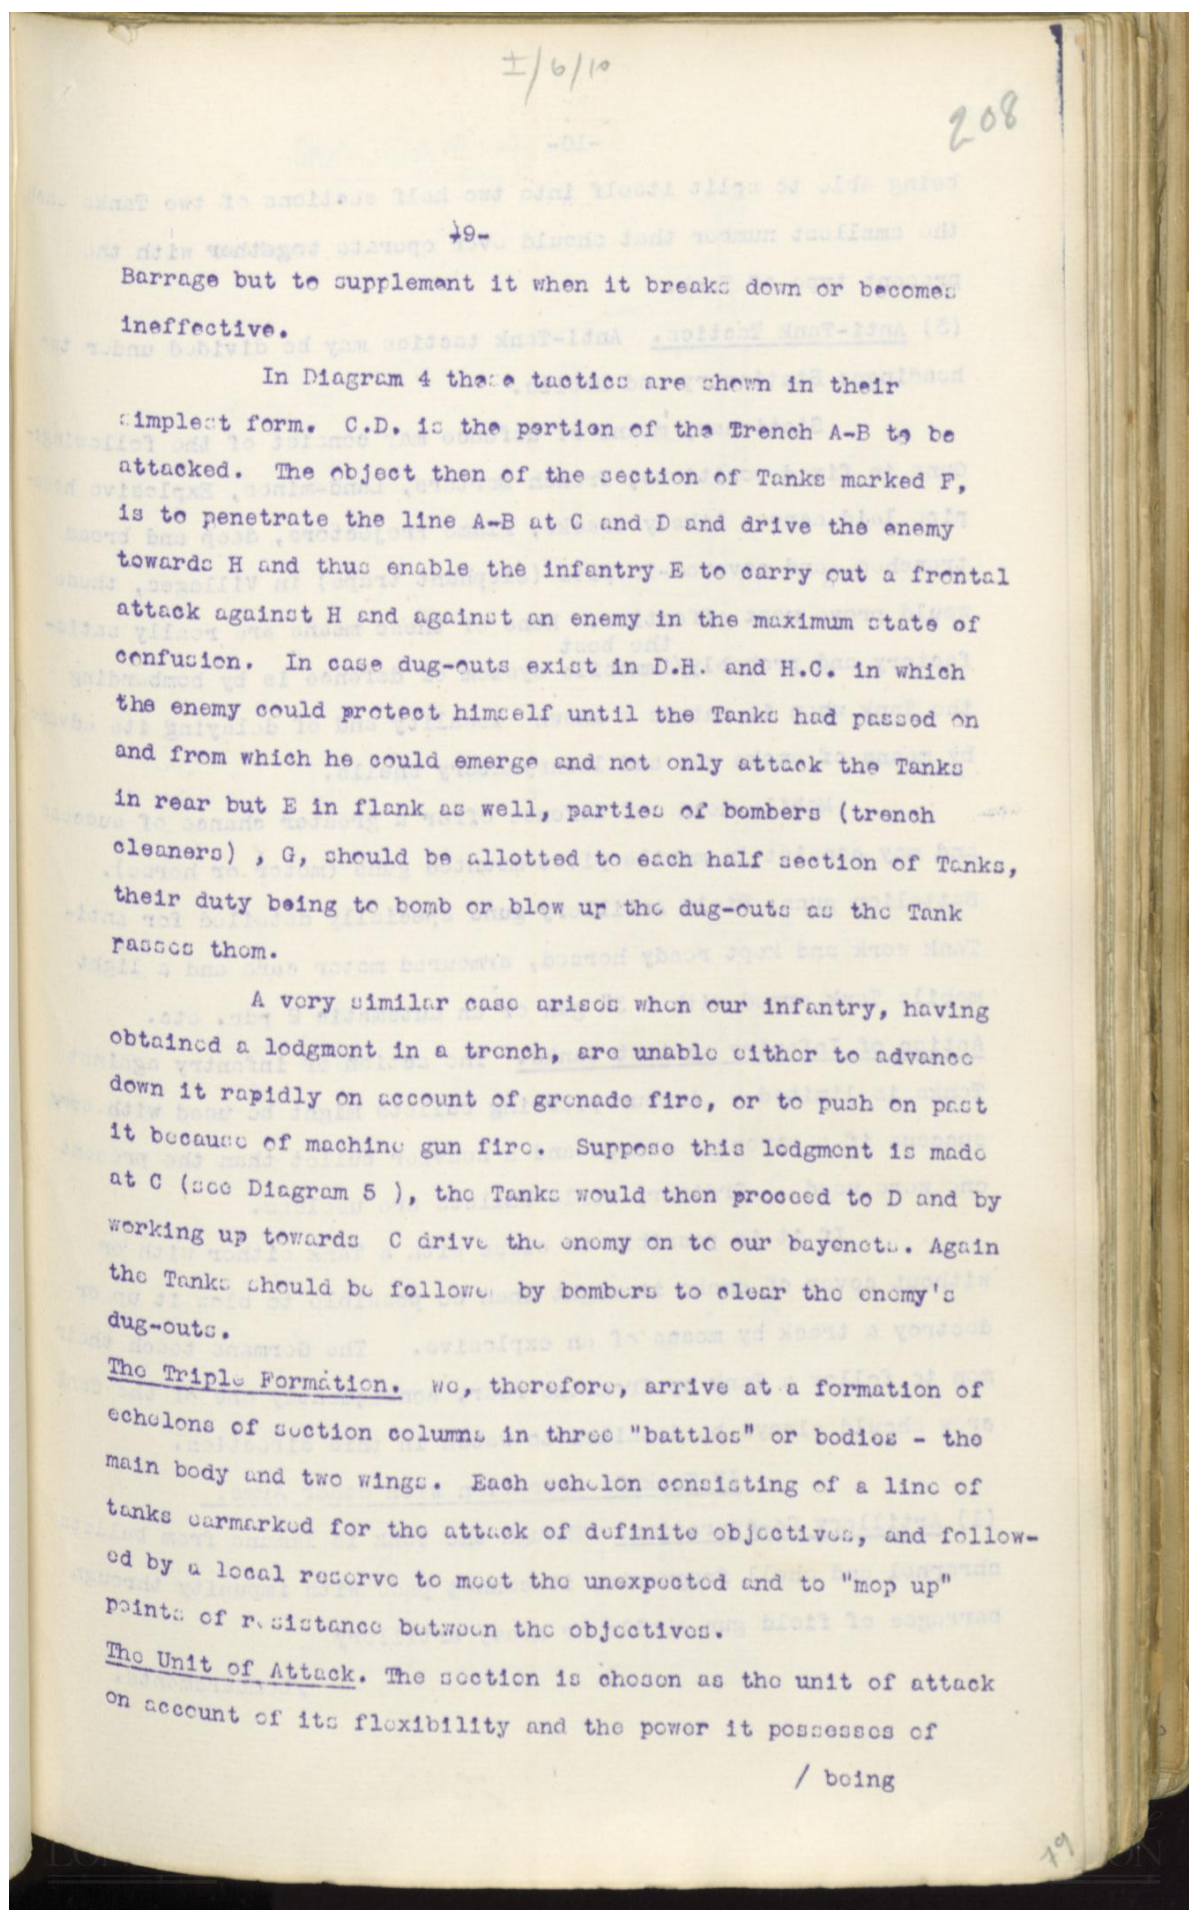 I/6/10
208
-9-
Barrage but to supplement it when it breaks down or becomes
ineffective.
In Diagram 4 these tactics are shown in their
simplest form. C.D. is the portion of the Trench A-B to be
attacked. The object then of the section of Tanks marked F,
is to penetrate the line A-B at C and D and drive the enemy
towards H and thus enable the infantry E to carry out a frontal
attack against H and against an enemy in the maximum state of
confusion. In case dug-outs exist in D.H. and H.C. in which
the enemy could protect himself until the Tanks had passed on
and from which he could emerge and not only attack the Tanks
in rear but E in flank as well, parties of bombers (trench
cleaners) , G, should be allotted to each half section of Tanks,
their duty being to bomb or blow up the dug-outs as the Tank
passes them.
A very similar case arises when our infantry, having
obtained a lodgment in a trench, are unable either to advance
down it rapidly on account of grenade fire, or to push on past
it because of machine gun fire. Suppose this lodgment is made
at C (see Diagram 5 ), the Tanks would then proceed to D and by
working up towards C drive the enemy on to our bayonets. Again
the Tanks should be followed by bombers to clear the enemy's
dug-outs.
The Triple Formation. We, therefore, arrive at a formation of
echelons of section columns in three "battles" or bodies - the
main body and two wings. Each echelon consisting of a line of
tanks earmarked for the attack of definite objectives, and follow-
ed by a local reserve to meet the unexpected and to "mop up"
points of resistance between the objectives.
The Unit of Attack. The section is chosen as the unit of attack
on account of its flexibility and the power it possesses of
/ being
79